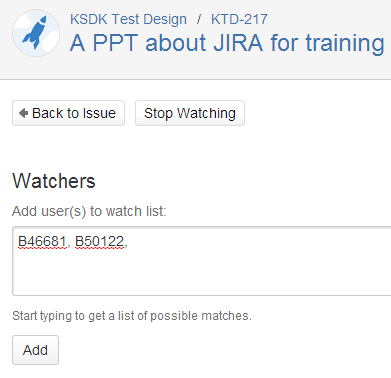 KSDK Test Design / KTD-217
A PPT about JIRA for training
Back to Issue Stop Watching
Watchers
Add user(s) to watch list:
B46681, B50122,
Start typing to get a list of possible matches.
Add